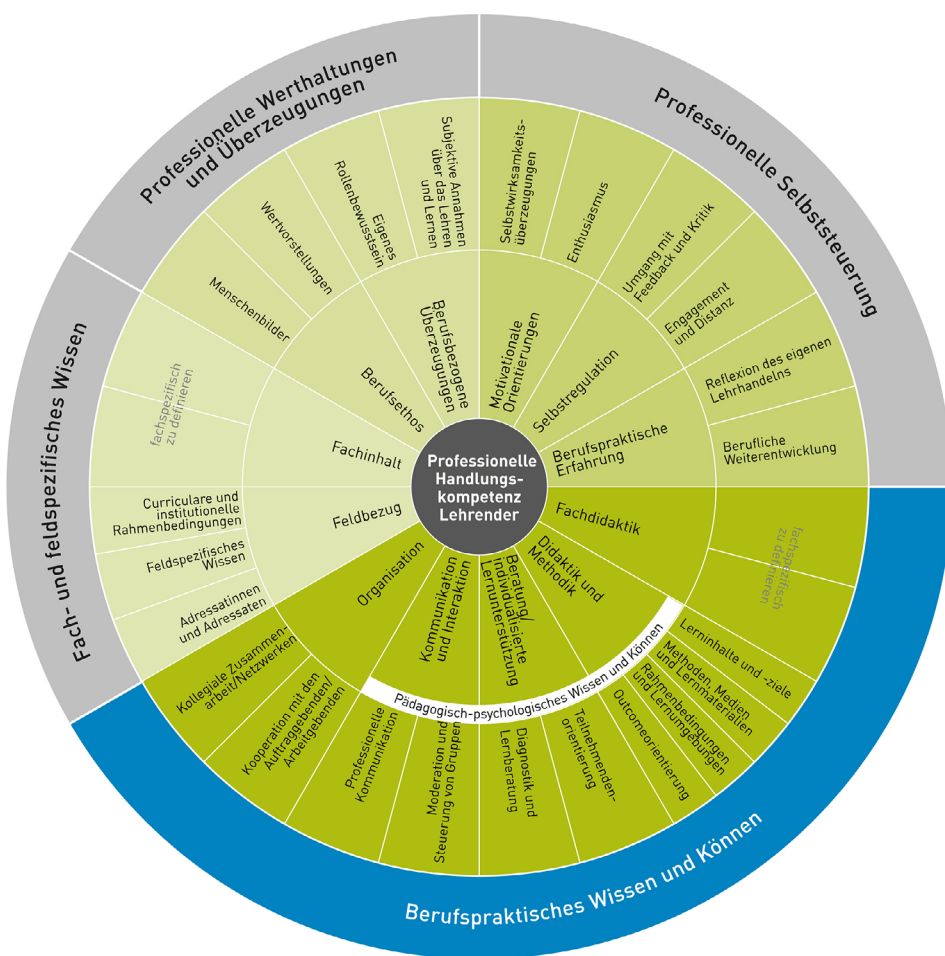 Professionelle Werthaltungen
und Überzeugungen
Professionelle Selbststeuerung
Fach- und feldspezifisches Wissen
Berufspraktisches Wissen und Können
Professionelle
Handlungs-
kompetenz
Lehrender
Motivationale
Orientierungen
Selbstregulation
Berufspraktische
Erfahrung
Fachdidaktik
Didaktik und
Methodik
Beratung/
Individualisierte
Lernunterstützung
Kommunikation
und Interaktion
Organisation
Feldbezug
Fachinhalt
Berufsethos
Berufsbezogene
Überzeugungen
Pädagogisch-psychologisches Wissen und Können
Selbstwirksamkeits-
überzeugungen
Enthusiasmus
Umgang mit
Feedback und Kritik
Engagement
und Distanz
Reflexion des eigenen
Lehrhandelns
Berufliche
Weiterentwicklung
fachspezifisch
zu definieren
Lerninhalte und -ziele
Methoden, Medien
und Lernmaterialien
Rahmenbedingungen
und Lernumgebungen
Outcomeorientierung
Teilnehmenden-
orientierung
Diagnostik und
Lernberatung
Moderation und
Steuerung von Gruppen
Professionelle
Kommunikation
Kooperation mit den
Auftraggebenden/
Arbeitgebenden
Kollegiale Zusammen-
arbeit/Netzwerken
Adressatinnen
und Adressaten
Feldspezifisches
Wissen
Curriculare und
institutionelle
Rahmenbedingungen
fachspezifisch
zu definieren
Menschenbilder
Wertvorstellungen
Eigenes
Rollenbewusstsein
Subjektive Annahmen
über das Lehren
und Lernen